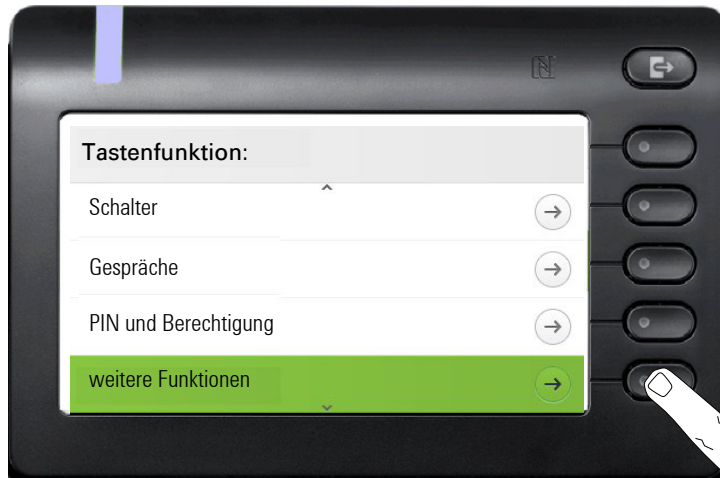 Tastenfunktion:
Schalter
Gespräche
PIN und Berechtigung
weitere Funktionen